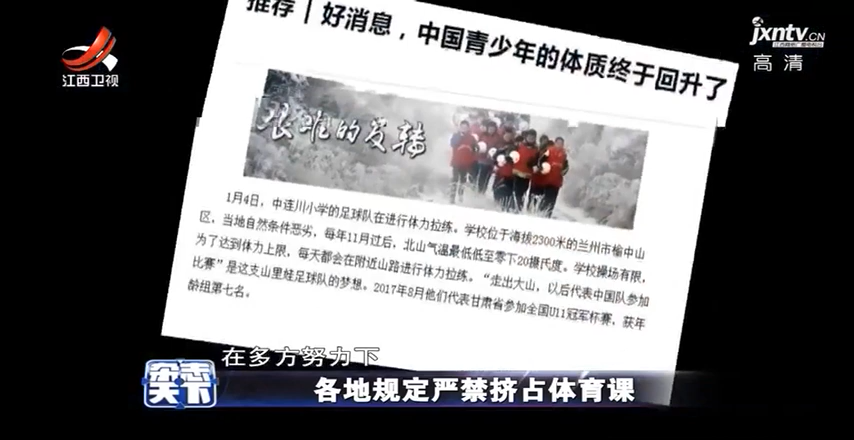 推荐｜好消息，中国青少年的体质终于回升了
jxntv.CN
江西卫视
高清
艰难的反转
1月4日，中连川小学的足球队在进行体力拉练。学校位于海拔2300米的兰州市榆中山
区，当地自然条件恶劣，每年11月过后，北山气温最低低至零下20摄氏度。学校操场有限，
为了达到体力上限，每天都会在附近山路进行体力拉练。“走出大山，以后代表中国队参加
比赛”是这支山里娃足球队的梦想。2017年8月他们代表甘肃省参加全国U11冠军杯赛，获年
龄组第七名。
在多方努力下
杂志天下
各地规定严禁挤占体育课